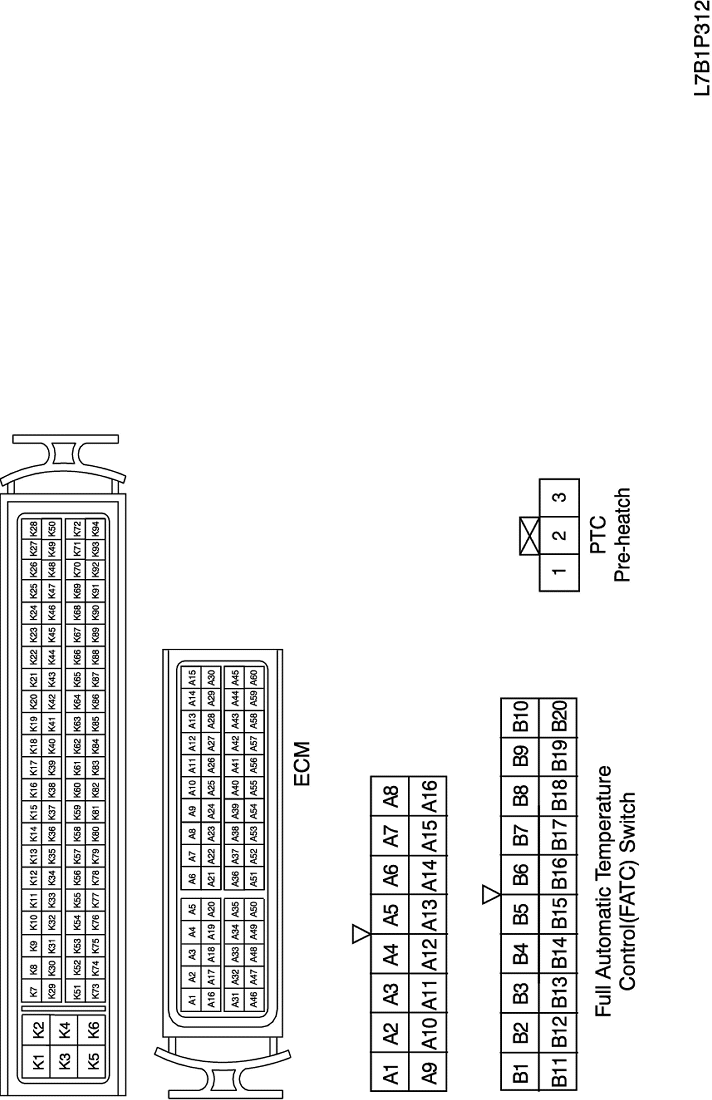 L7B1P312
K1 K2
K3 K4
K5 K6
K7 K8 K9 K10 K11 K12 K13 K14 K15 K16 K17 K18 K19 K20 K21 K22 K23 K24 K25 K26 K27 K28
K29 K30 K31 K32 K33 K34 K35 K36 K37 K38 K39 K40 K41 K42 K43 K44 K45 K46 K47 K48 K49 K50
K51 K52 K53 K54 K55 K56 K57 K58 K59 K60 K61 K62 K63 K64 K65 K66 K67 K68 K69 K70 K71 K72
K73 K74 K75 K76 K77 K78 K79 K80 K81 K82 K83 K84 K85 K86 K87 K88 K89 K90 K91 K92 K93 K94
A1 A2 A3 A4 A5 A6 A7 A8 A9 A10 A11 A12 A13 A14 A15
A16 A17 A18 A19 A20 A21 A22 A23 A24 A25 A26 A27 A28 A29 A30
A31 A32 A33 A34 A35 A36 A37 A38 A39 A40 A41 A42 A43 A44 A45
A46 A47 A48 A49 A50 A51 A52 A53 A54 A55 A56 A57 A58 A59 A60
ECM
A1 A2 A3 A4 A5 A6 A7 A8
A9 A10 A11 A12 A13 A14 A15 A16
B1 B2 B3 B4 B5 B6 B7 B8 B9 B10
B11 B12 B13 B14 B15 B16 B17 B18 B19 B20
Full Automatic Temperature
Control(FATC) Switch
1 2 3
PTC
Pre-heatch